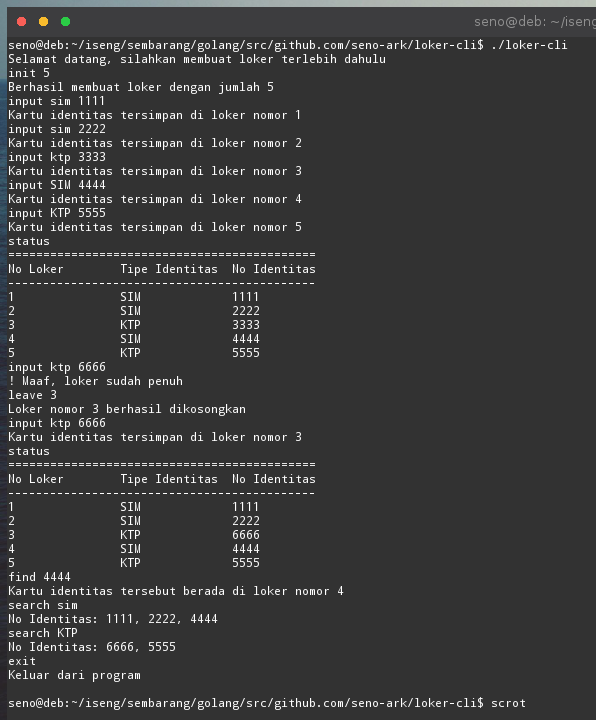 seno@deb: ~/iseng
seno@deb:~/iseng/sembarang/golang/src/github.com/seno-ark/loker-cli$ ./loker-cli
Selamat datang, silahkan membuat loker terlebih dahulu
init 5
Berhasil membuat loker dengan jumlah 5
input sim 1111
Kartu identitas tersimpan di loker nomor 1
input sim 2222
Kartu identitas tersimpan di loker nomor 2
input ktp 3333
Kartu identitas tersimpan di loker nomor 3
input SIM 4444
Kartu identitas tersimpan di loker nomor 4
input KTP 5555
Kartu identitas tersimpan di loker nomor 5
status
============================================
No Loker        Tipe Identitas  No Identitas
--------------------------------------------
1               SIM             1111
2               SIM             2222
3               KTP             3333
4               SIM             4444
5               KTP             5555
input ktp 6666
! Maaf, loker sudah penuh
leave 3
Loker nomor 3 berhasil dikosongkan
input ktp 6666
Kartu identitas tersimpan di loker nomor 3
status
============================================
No Loker        Tipe Identitas  No Identitas
--------------------------------------------
1               SIM             1111
2               SIM             2222
3               KTP             6666
4               SIM             4444
5               KTP             5555
find 4444
Kartu identitas tersebut berada di loker nomor 4
search sim
No Identitas: 1111, 2222, 4444
search KTP
No Identitas: 6666, 5555
exit
Keluar dari program
seno@deb:~/iseng/sembarang/golang/src/github.com/seno-ark/loker-cli$ scrot